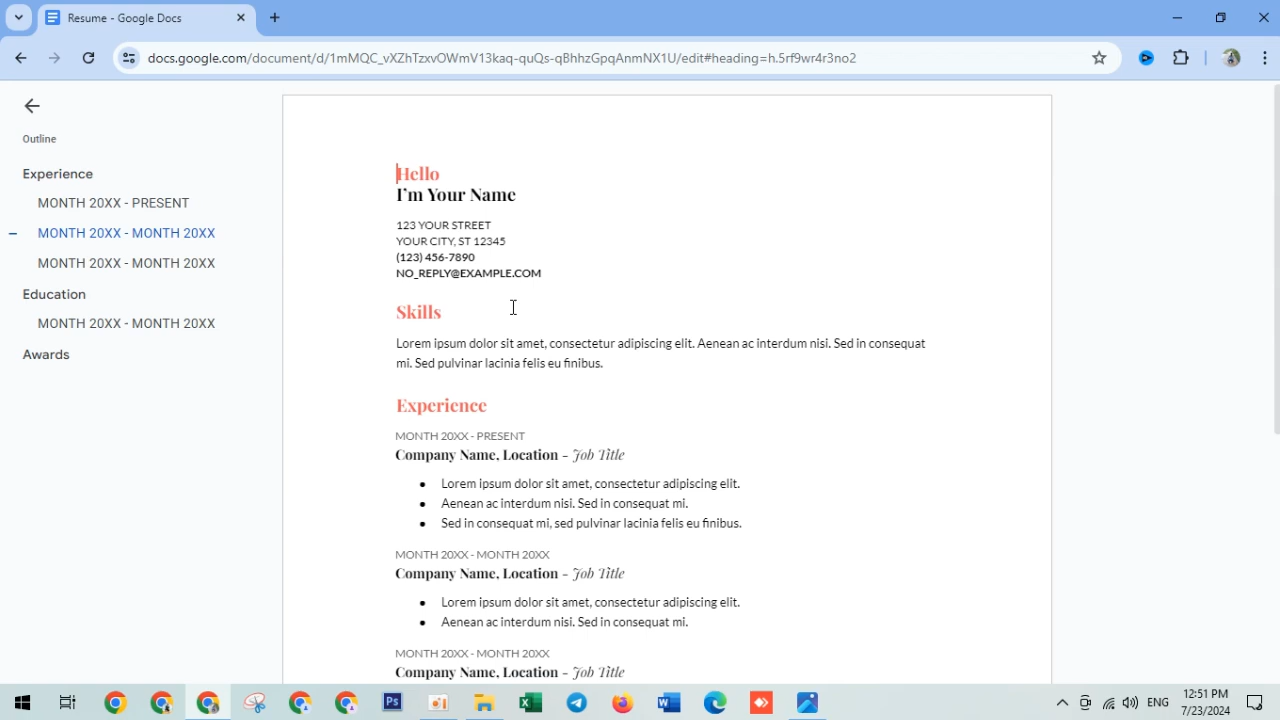 Resume - Google Docs
docs.google.com/document/d/1mMQC_vXZhTzxvOWmV13kaq-quQs-qBhhzGpqAnmNX1U/edit#heading=h.5rf9wr4r3no2
Outline
Experience
MONTH 20XX - PRESENT
MONTH 20XX - MONTH 20XX
MONTH 20XX - MONTH 20XX
Education
MONTH 20XX - MONTH 20XX
Awards
Hello
I'm Your Name
123 YOUR STREET
YOUR CITY, ST 12345
(123) 456-7890
NO_REPLY@EXAMPLE.COM
Skills
Lorem ipsum dolor sit amet, consectetur adipiscing elit. Aenean ac interdum nisi. Sed in consequat
mi. Sed pulvinar lacinia felis eu finibus.
Experience
MONTH 20XX - PRESENT
Company Name, Location - Job Title
● Lorem ipsum dolor sit amet, consectetur adipiscing elit.
● Aenean ac interdum nisi. Sed in consequat mi.
● Sed in consequat mi, sed pulvinar lacinia felis eu finibus.
MONTH 20XX - MONTH 20XX
Company Name, Location - Job Title
● Lorem ipsum dolor sit amet, consectetur adipiscing elit.
● Aenean ac interdum nisi. Sed in consequat mi.
MONTH 20XX - MONTH 20XX
Company Name, Location - Job Title
Ps
ENG
12:51 PM
7/23/2024